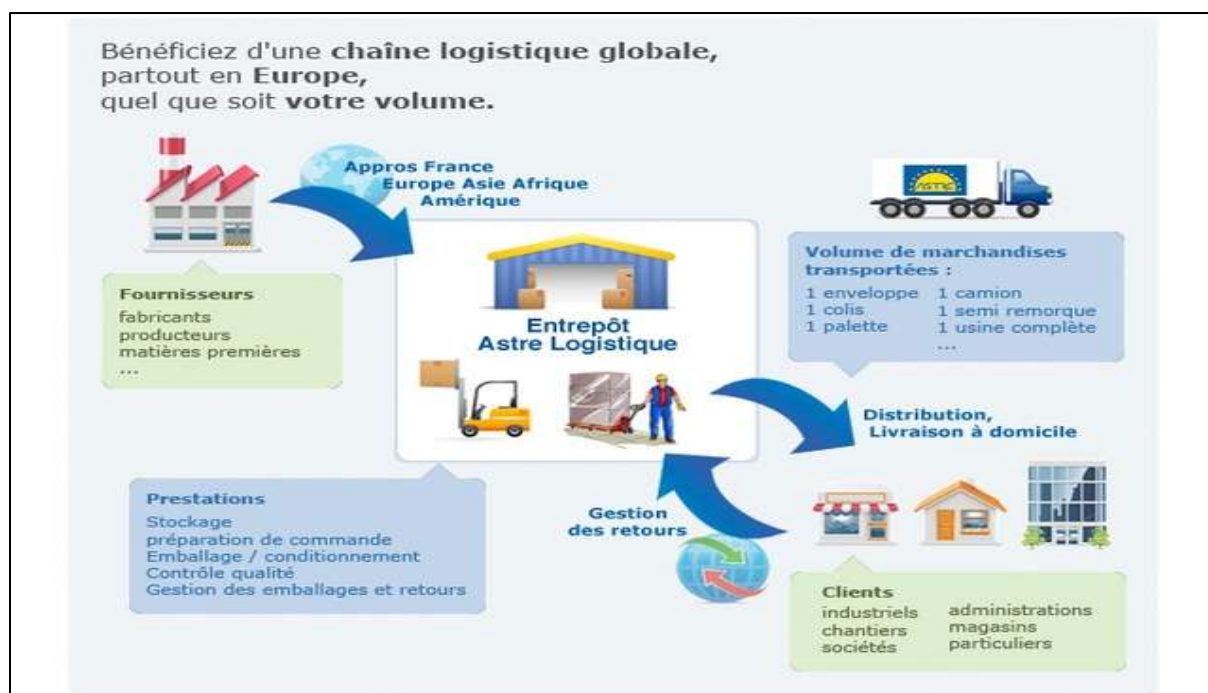 Bénéficiez d'une chaîne logistique globale,
partout en Europe,
quel que soit votre volume.
Appros France
Europe Asie Afrique
Amérique
Fournisseurs
fabricants
producteurs
matières premières
...
Entrepôt
Astre Logistique
Volume de marchandises
transportées :
1 enveloppe
1 colis
1 palette
1 camion
1 semi remorque
1 usine complète
...
Distribution,
Livraison à domicile
Prestations
Stockage
préparation de commande
Emballage / conditionnement
Contrôle qualité
Gestion des emballages et retours
Gestion
des retours
Clients
industriels
chantiers
sociétés
administrations
magasins
particuliers